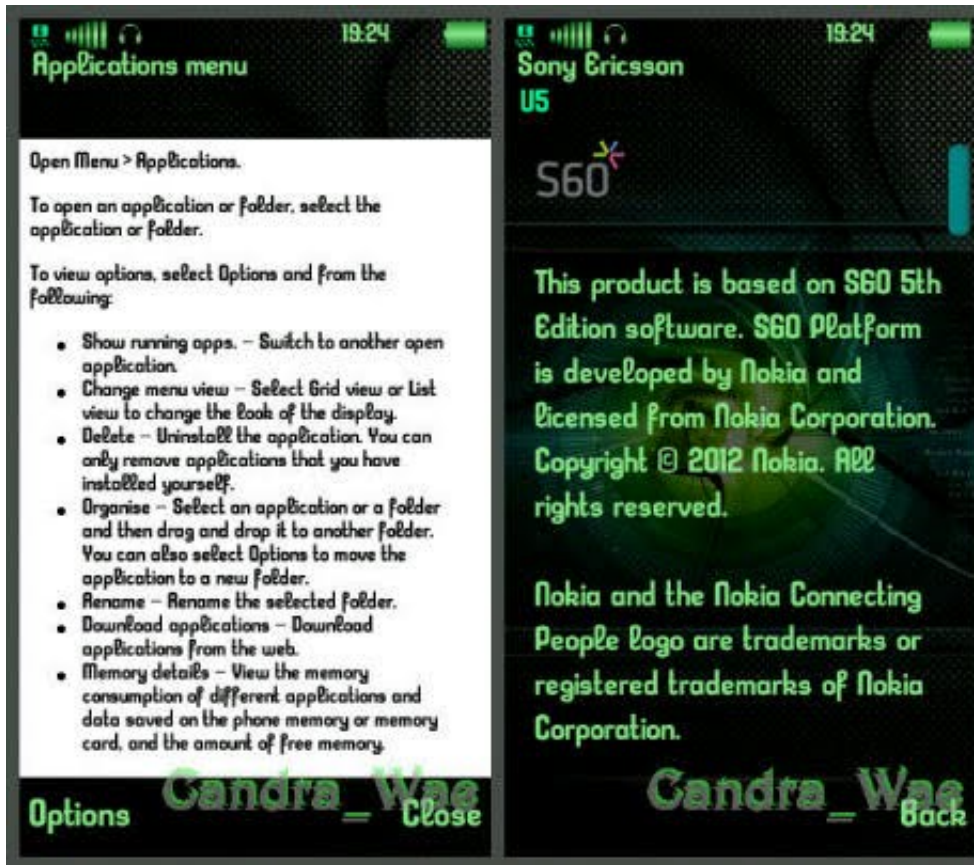 19:24
Applications menu
Open Menu > Applications.
To open an application or folder, select the
application or folder.
To view options, select Options and from the
following:
• Show running apps. – Switch to another open
application.
• Change menu view – Select Grid view or List
view to change the look of the display.
• Delete – Uninstall the application. You can
only remove applications that you have
installed yourself.
• Organise – Select an application or a folder
and then drag and drop it to another folder.
You can also select Options to move the
application to a new folder.
• Rename – Rename the selected folder.
• Download applications – Download
applications from the web.
• Memory details – View the memory
consumption of different applications and
data saved on the phone memory or memory
card, and the amount of free memory.
Candra_Wae
Options Close
19:24
Sony Ericsson
U5
S60
This product is based on S60 5th
Edition software. S60 Platform
is developed by Nokia and
licensed from Nokia Corporation.
Copyright © 2012 Nokia. All
rights reserved.
Nokia and the Nokia Connecting
People logo are trademarks or
registered trademarks of Nokia
Corporation.
Candra_Wae
Back